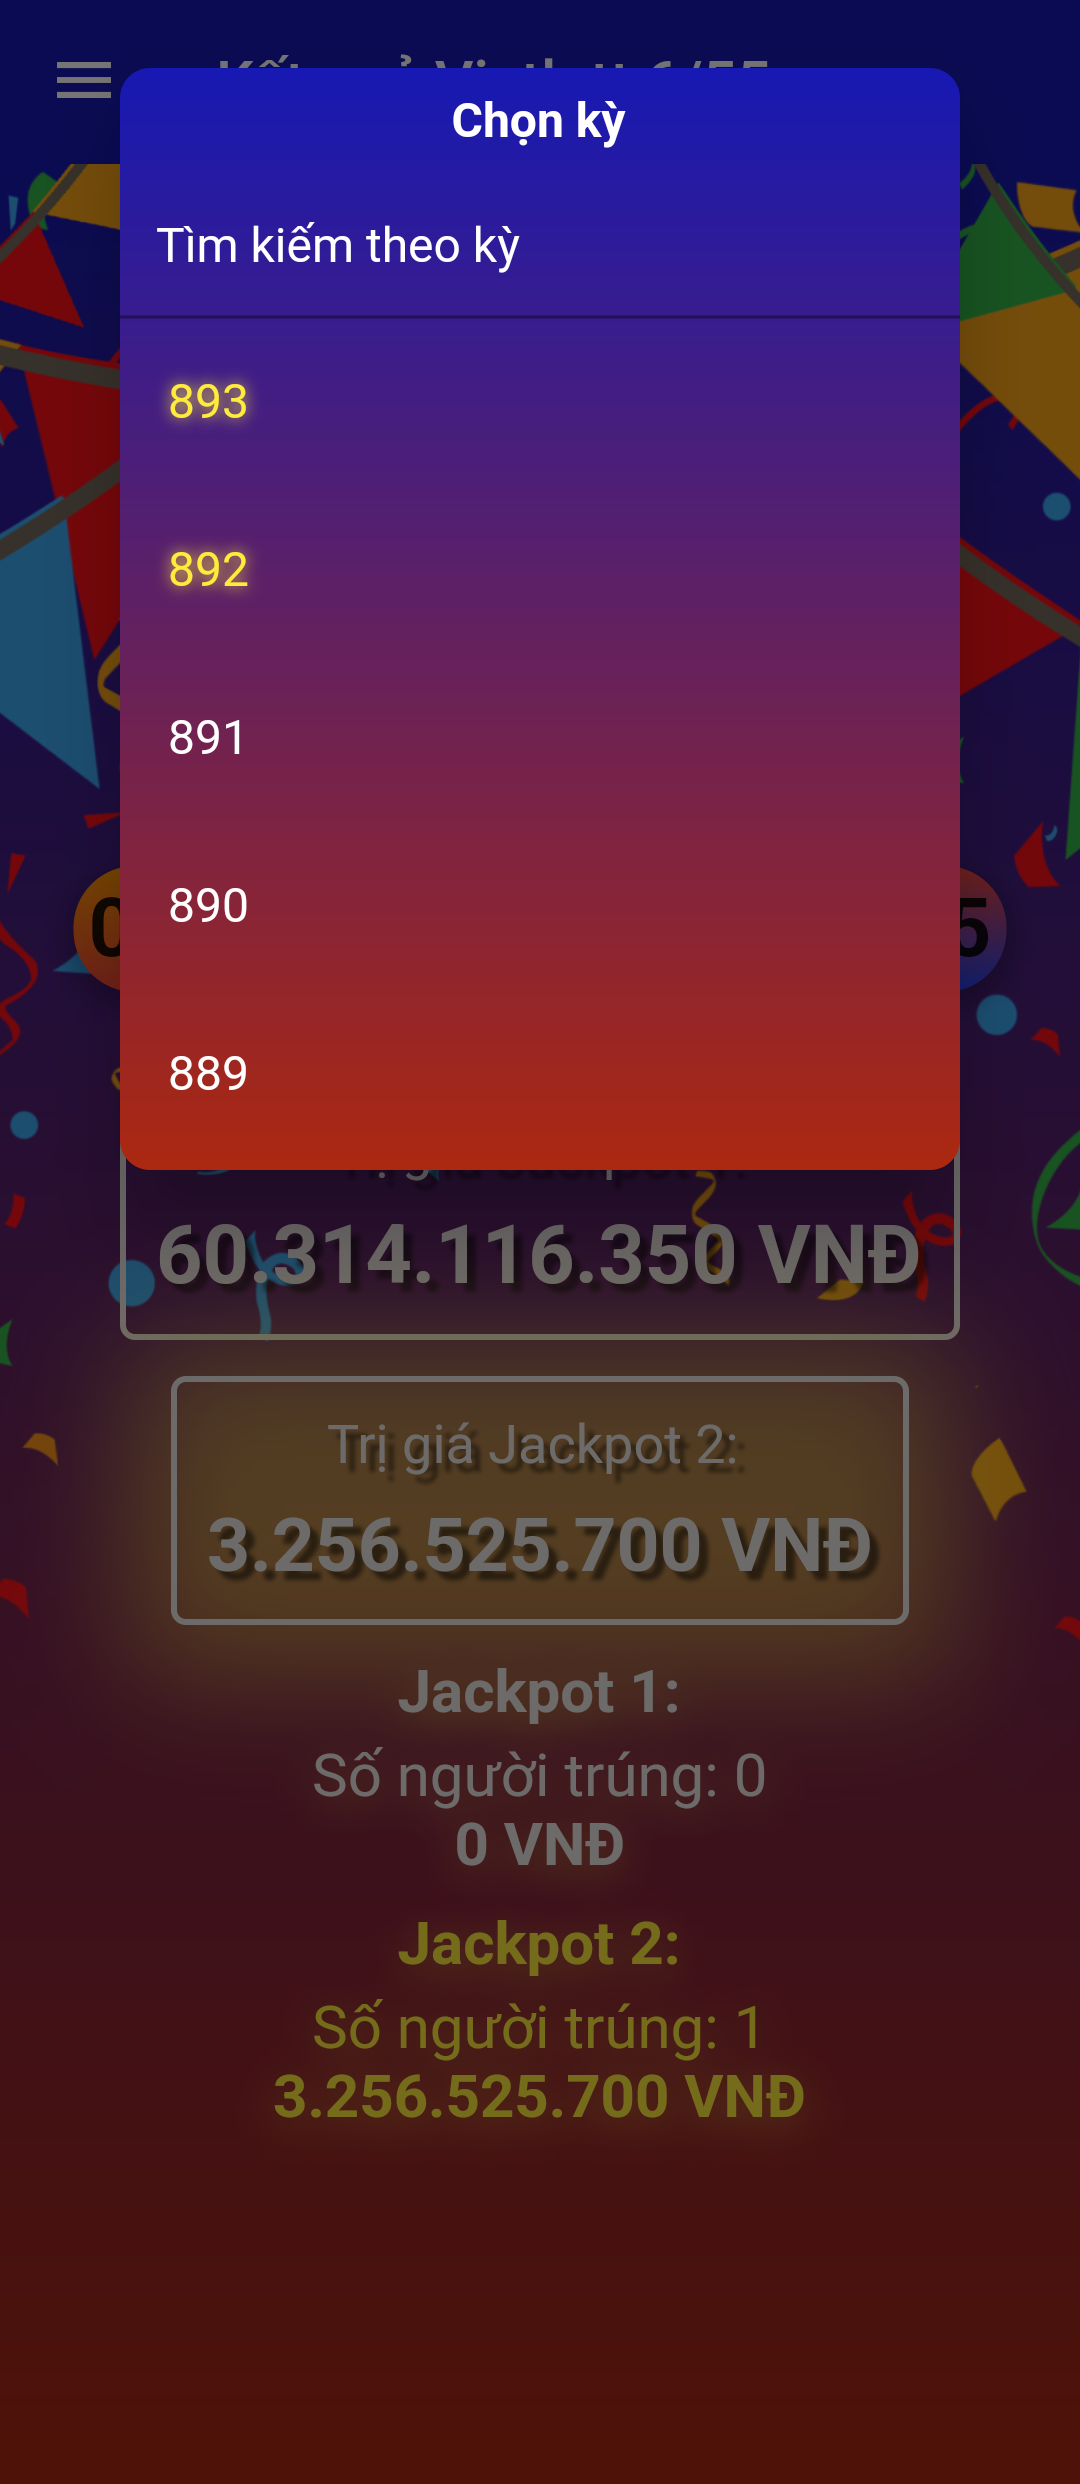 Chọn kỳ
Tìm kiếm theo kỳ
893
892
891
890
889
60.314.116.350 VNĐ
Trị giá Jackpot 2:
3.256.525.700 VNĐ
Jackpot 1:
Số người trúng: 0
0 VNĐ
Jackpot 2:
Số người trúng: 1
3.256.525.700 VNĐ